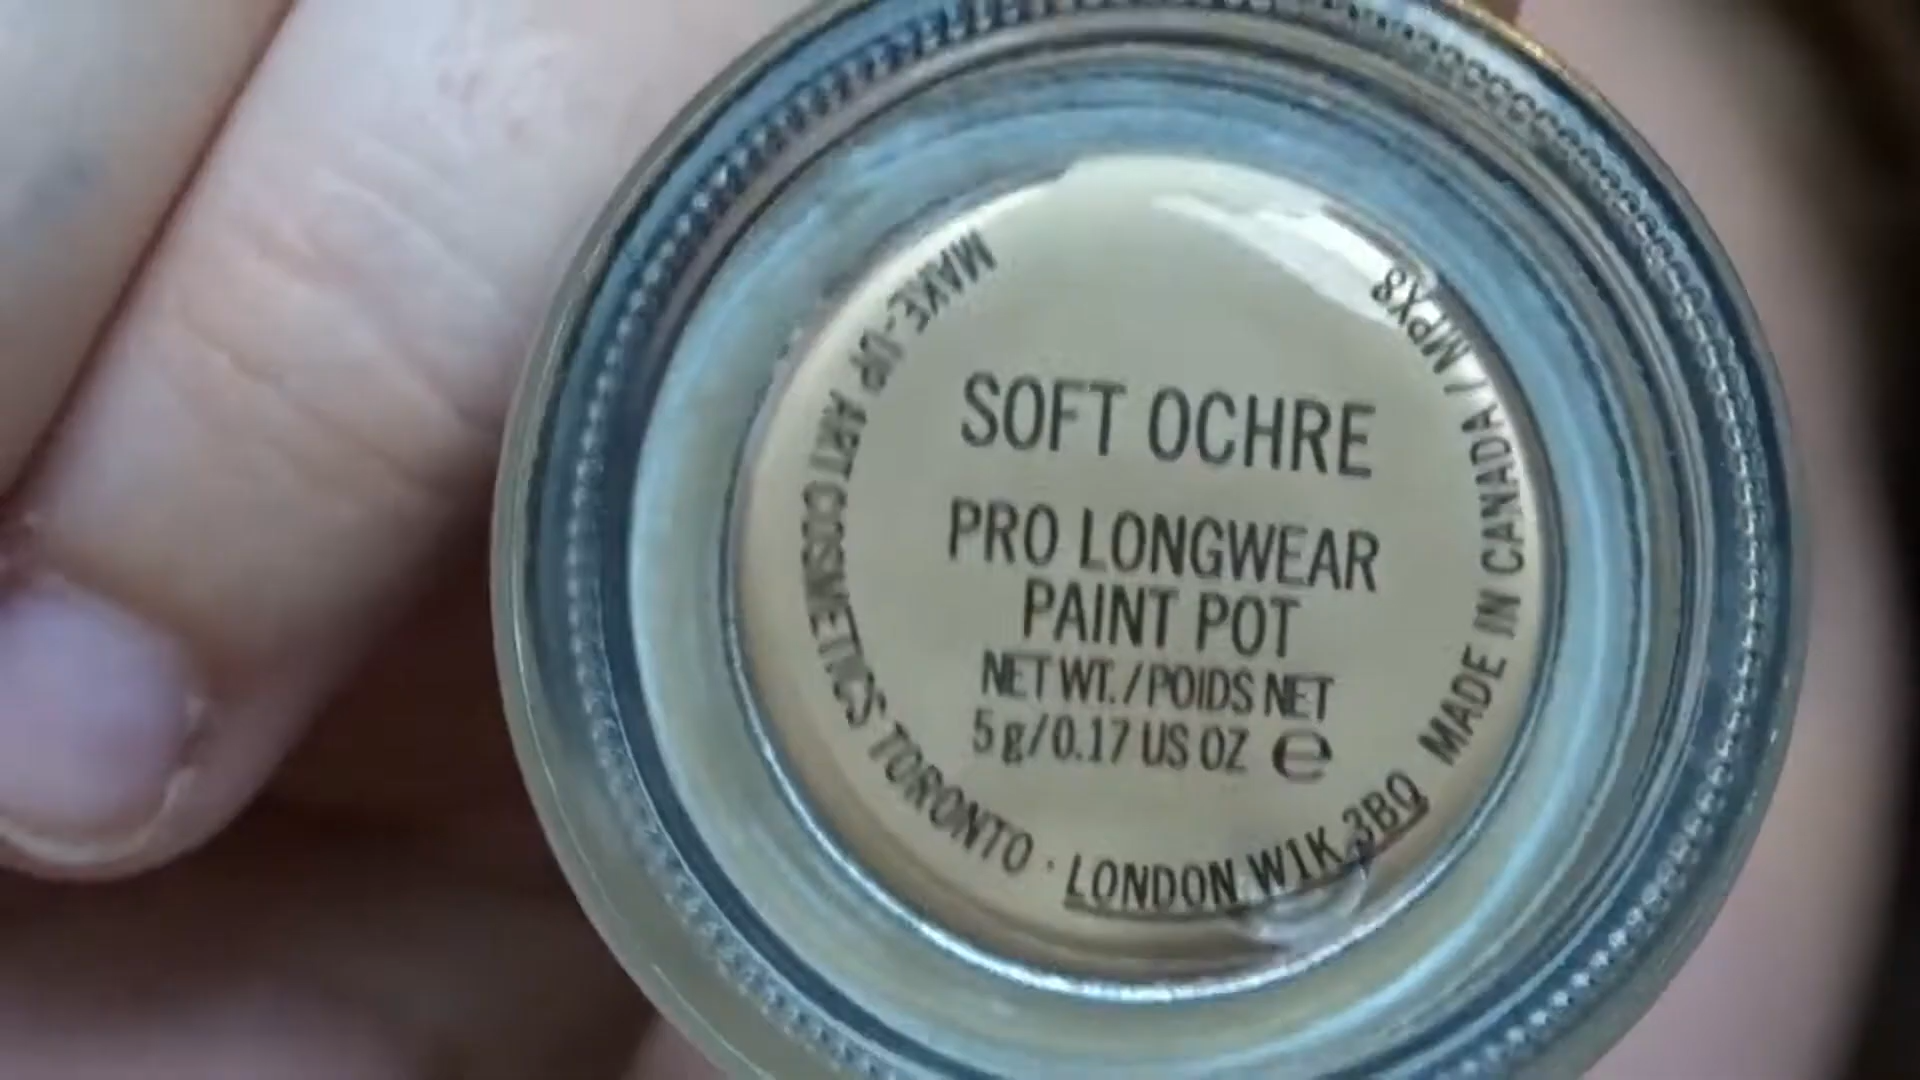 SOFT OCHRE
PRO LONGWEAR
PAINT POT
NET WT./POIDS NET
5 g/0.17 US OZ ℮
MAKE-UP ART COSMETICS TORONTO · LONDON W1K 3BQ MADE IN CANADA / MPX8